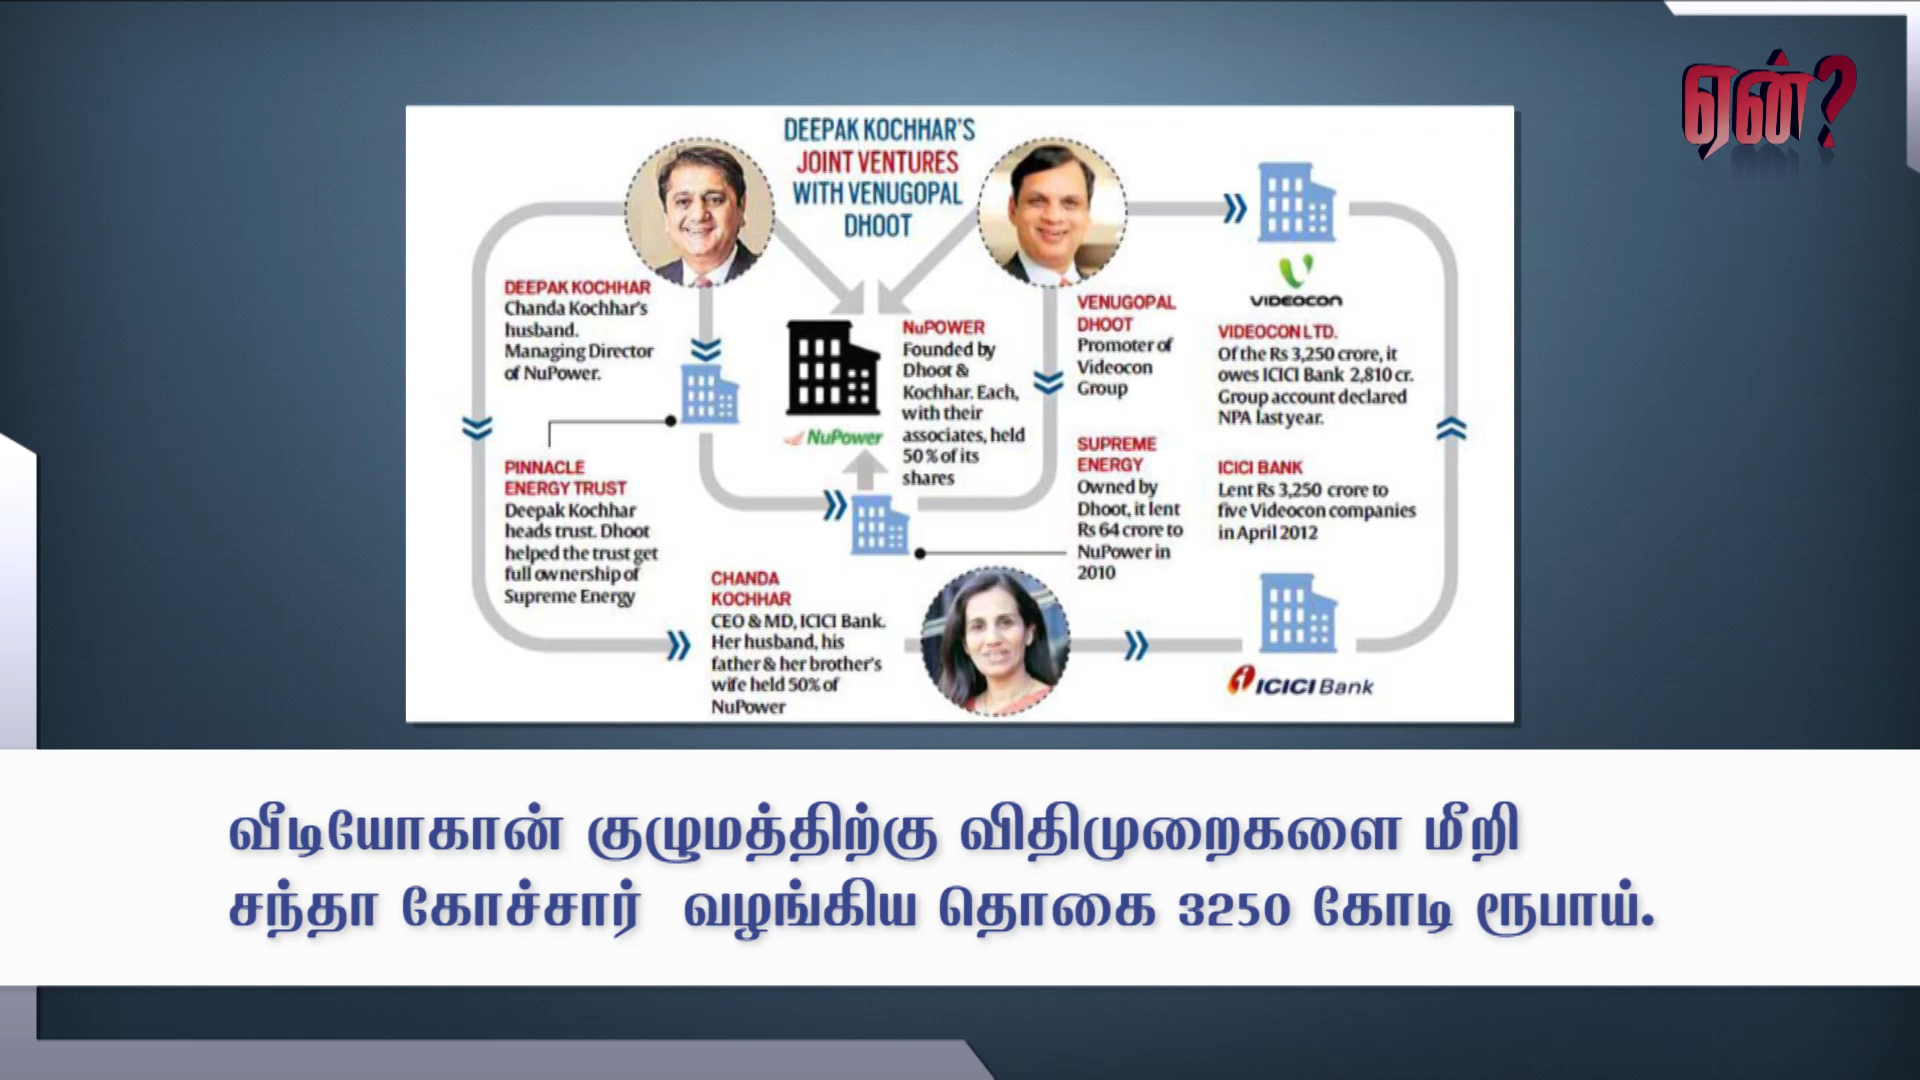 ஏன்?
DEEPAK KOCHHAR'S
JOINT VENTURES
WITH VENUGOPAL
DHOOT
DEEPAK KOCHHAR
Chanda Kochhar's
husband.
Managing Director
of NuPOWER.
NuPOWER
Founded by
Dhoot &
Kochhar. Each,
with their
associates, held
50% of its
shares
NuPower
VENUGOPAL
DHOOT
Promoter of
Videocon
Group
VIDEOCON
VIDEOCON LTD.
Of the Rs 3,250 crore, it
owes ICICI Bank 2,810 cr.
Group account declared
NPA last year.
PINNACLE
ENERGY TRUST
Deepak Kochhar
heads trust. Dhoot
helped the trust get
full ownership of
Supreme Energy
SUPREME
ENERGY
Owned by
Dhoot, it lent
Rs 64 crore to
NuPower in
2010
ICICI BANK
Lent Rs 3,250 crore to
five Videocon companies
in April 2012
CHANDA
KOCHHAR
CEO & MD, ICICI Bank.
Her husband, his
father & her brother's
wife held 50% of
NuPower
ICICI Bank
வீடியோகான் குழுமத்திற்கு விதிமுறைகளை மீறி
சந்தா கோச்சார் வழங்கிய தொகை 3250 கோடி ரூபாய்.